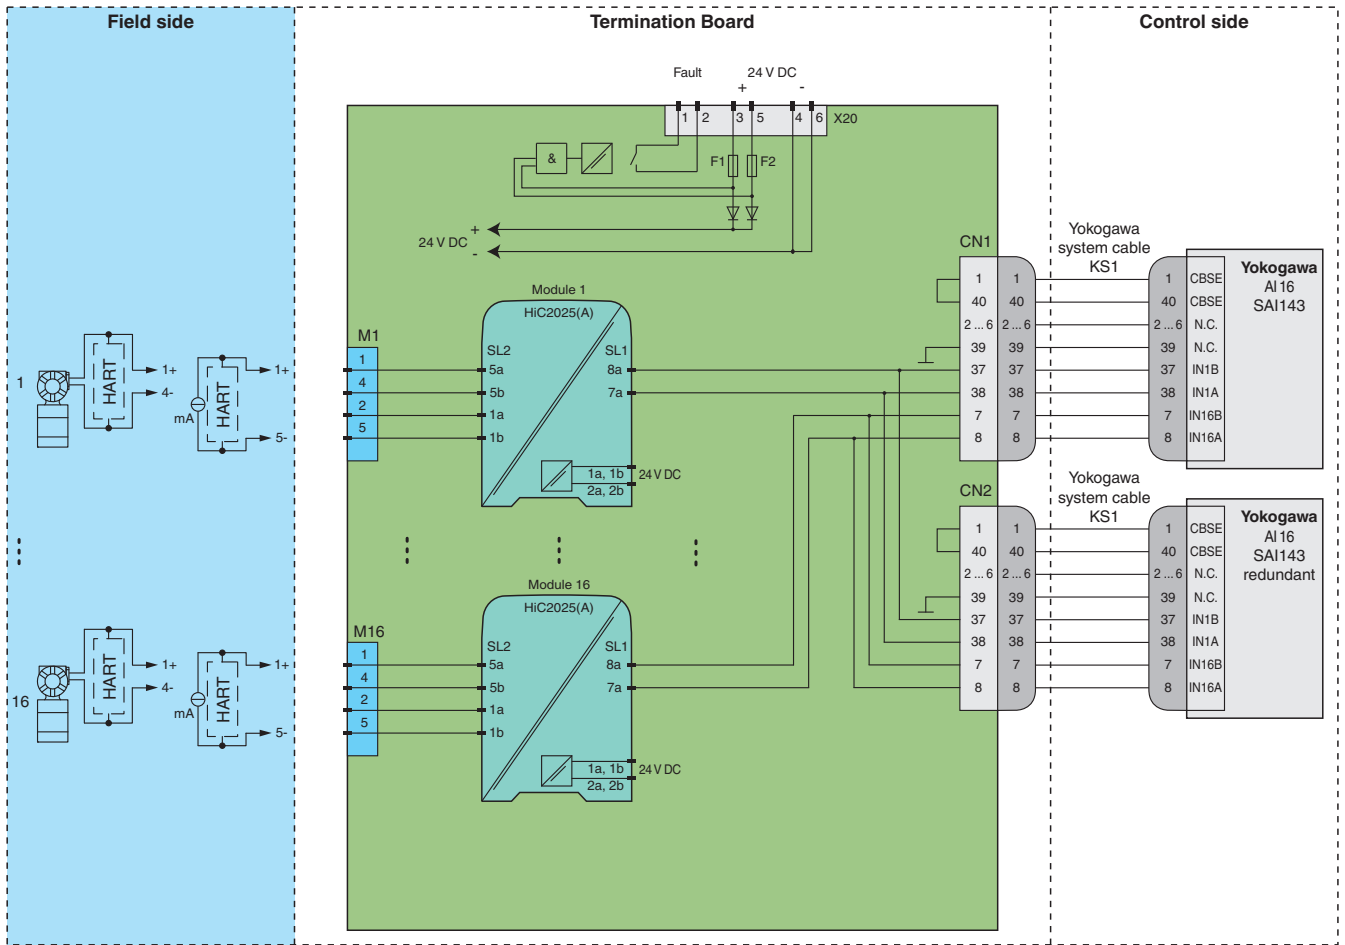 Field side
Termination Board
Control side
Fault
24 V DC
+
-
1
2
3
5
4
6
X20
&
F1
F2
+
24 V DC
-
CN1
1
1
40
40
2 ... 6
2 ... 6
39
39
37
37
38
38
7
7
8
8
Yokogawa
system cable
KS1
1
CBSE
40
CBSE
2 ... 6
N.C.
39
N.C.
37
IN1B
38
IN1A
7
IN16B
8
IN16A
Yokogawa
AI 16
SAI143
1
HART
1+
4-
mA
HART
1+
5-
M1
1
4
2
5
Module 1
HiC2025(A)
SL2
SL1
5a
8a
5b
7a
1a
1b
1a, 1b
2a, 2b
24 V DC
CN2
1
1
40
40
2 ... 6
2 ... 6
39
39
37
37
38
38
7
7
8
8
Yokogawa
system cable
KS1
1
CBSE
40
CBSE
2 ... 6
N.C.
39
N.C.
37
IN1B
38
IN1A
7
IN16B
8
IN16A
Yokogawa
AI 16
SAI143
redundant
16
HART
1+
4-
mA
HART
1+
5-
M16
1
4
2
5
Module 16
HiC2025(A)
SL2
SL1
5a
8a
5b
7a
1a
1b
1a, 1b
2a, 2b
24 V DC